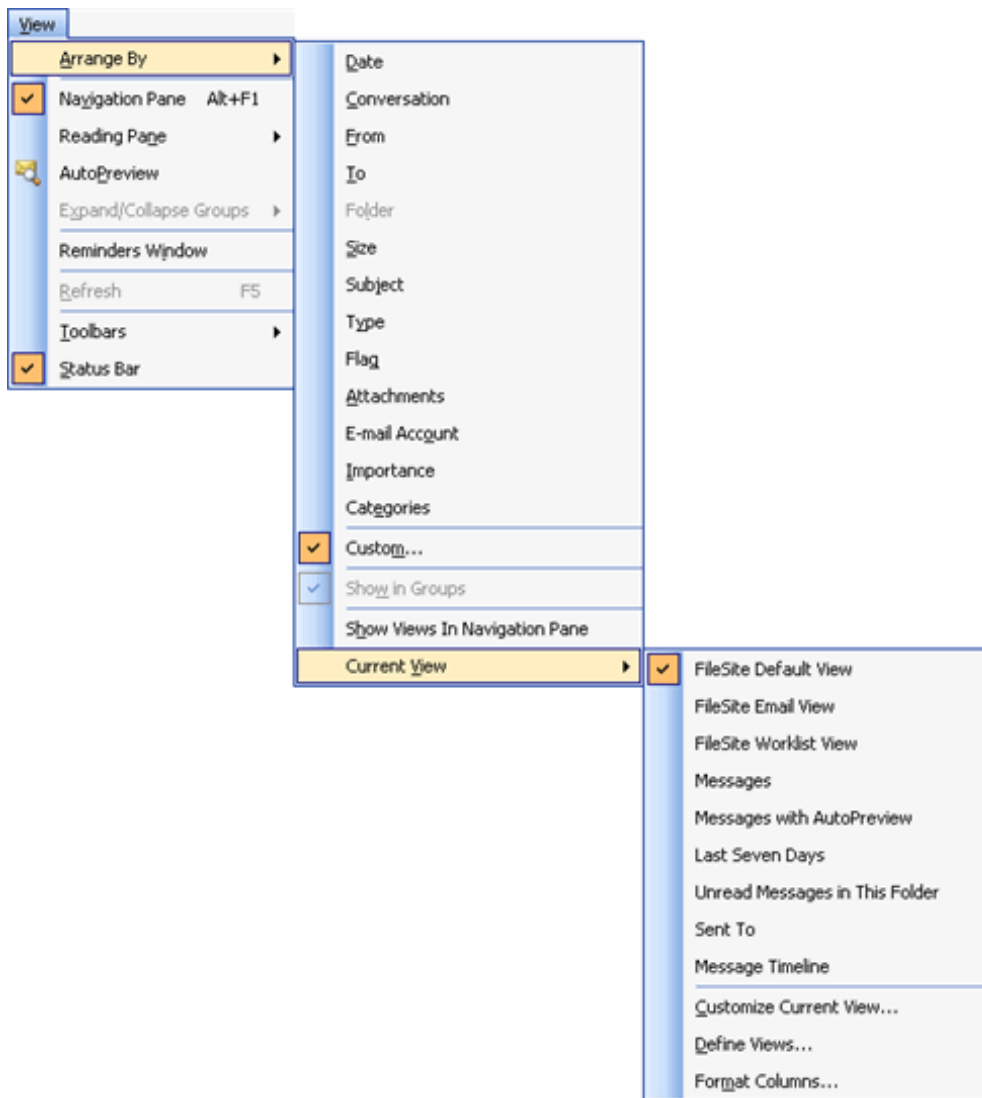 View
Arrange By
Navigation Pane Alt+F1
Reading Pane
AutoPreview
Expand/Collapse Groups
Reminders Window
Refresh F5
Toolbars
Status Bar
Date
Conversation
From
To
Folder
Size
Subject
Type
Flag
Attachments
E-mail Account
Importance
Categories
Custom...
Show in Groups
Show Views In Navigation Pane
Current View
FileSite Default View
FileSite Email View
FileSite Worklist View
Messages
Messages with AutoPreview
Last Seven Days
Unread Messages in This Folder
Sent To
Message Timeline
Customize Current View...
Define Views...
Format Columns...